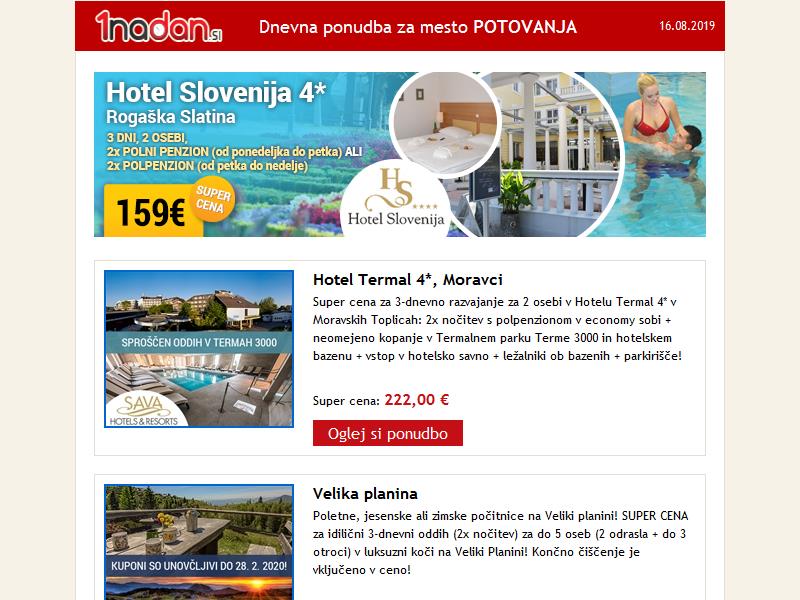 1nadan.SI
Dnevna ponudba za mesto POTOVANJA
16.08.2019
Hotel Slovenija 4*
Rogaška Slatina
3 DNI, 2 OSEBI,
2x POLNI PENZION (od ponedeljka do petka) ALI
2x POLPENZION (od petka do nedelje)
159€
SUPER
CENA
HS
Hotel Slovenija
Hotel Termal 4*, Moravci
Super cena za 3-dnevno razvajanje za 2 osebi v Hotelu Termal 4* v
Moravskih Toplicah: 2x nočitev s polpenzionom v economy sobi +
neomejeno kopanje v Termalnem parku Terme 3000 in hotelskem
bazenu + vstop v hotelsko savno + ležalniki ob bazenih + parkirišče!
SPROŠČEN ODDIH V TERMAH 3000
SAVA
HOTELS & RESORTS
Super cena: 222,00 €
Oglej si ponudbo
Velika planina
Poletne, jesenske ali zimske počitnice na Veliki planini! SUPER CENA
za idilični 3-dnevni oddih (2x nočitev) za do 5 oseb (2 odrasla + do 3
otroci) v luksuzni koči na Veliki Planini! Končno čiščenje je
vključeno v ceno!
KUPONI SO UNOVČLJIVI DO 28. 2. 2020!